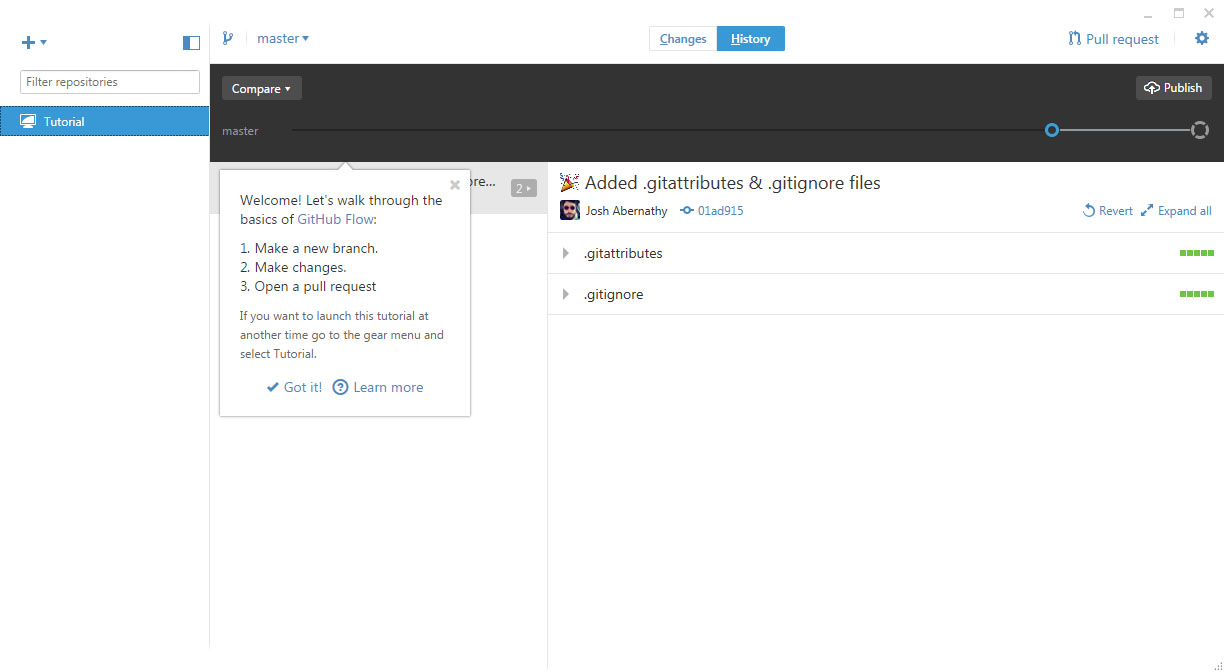 master
Changes
History
Pull request
Filter repositories
Tutorial
Compare
Publish
master
2
Welcome! Let's walk through the
basics of GitHub Flow:
1. Make a new branch.
2. Make changes.
3. Open a pull request
If you want to launch this tutorial at
another time go to the gear menu and
select Tutorial.
Got it!
Learn more
Added .gitattributes & .gitignore files
Josh Abernathy
01ad915
Revert
Expand all
.gitattributes
.gitignore